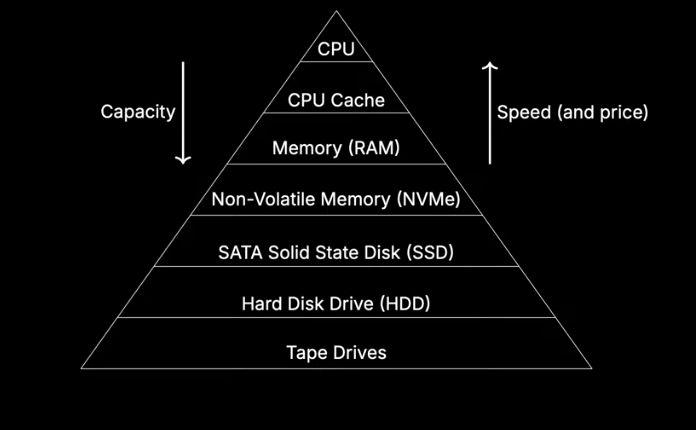 CPU
CPU Cache
Capacity
Speed (and price)
Memory (RAM)
Non-Volatile Memory (NVMe)
SATA Solid State Disk (SSD)
Hard Disk Drive (HDD)
Tape Drives